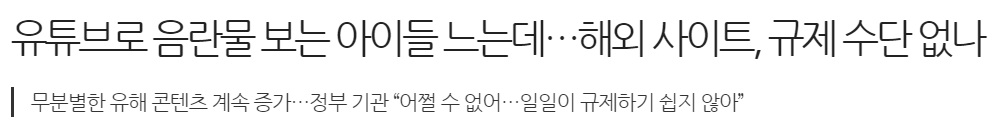 유튜브로 음란물 보는 아이들 느는데…해외 사이트, 규제 수단 없나
무분별한 유해 콘텐츠 계속 증가…정부 기관 “어쩔 수 없어…일일이 규제하기 쉽지 않아”